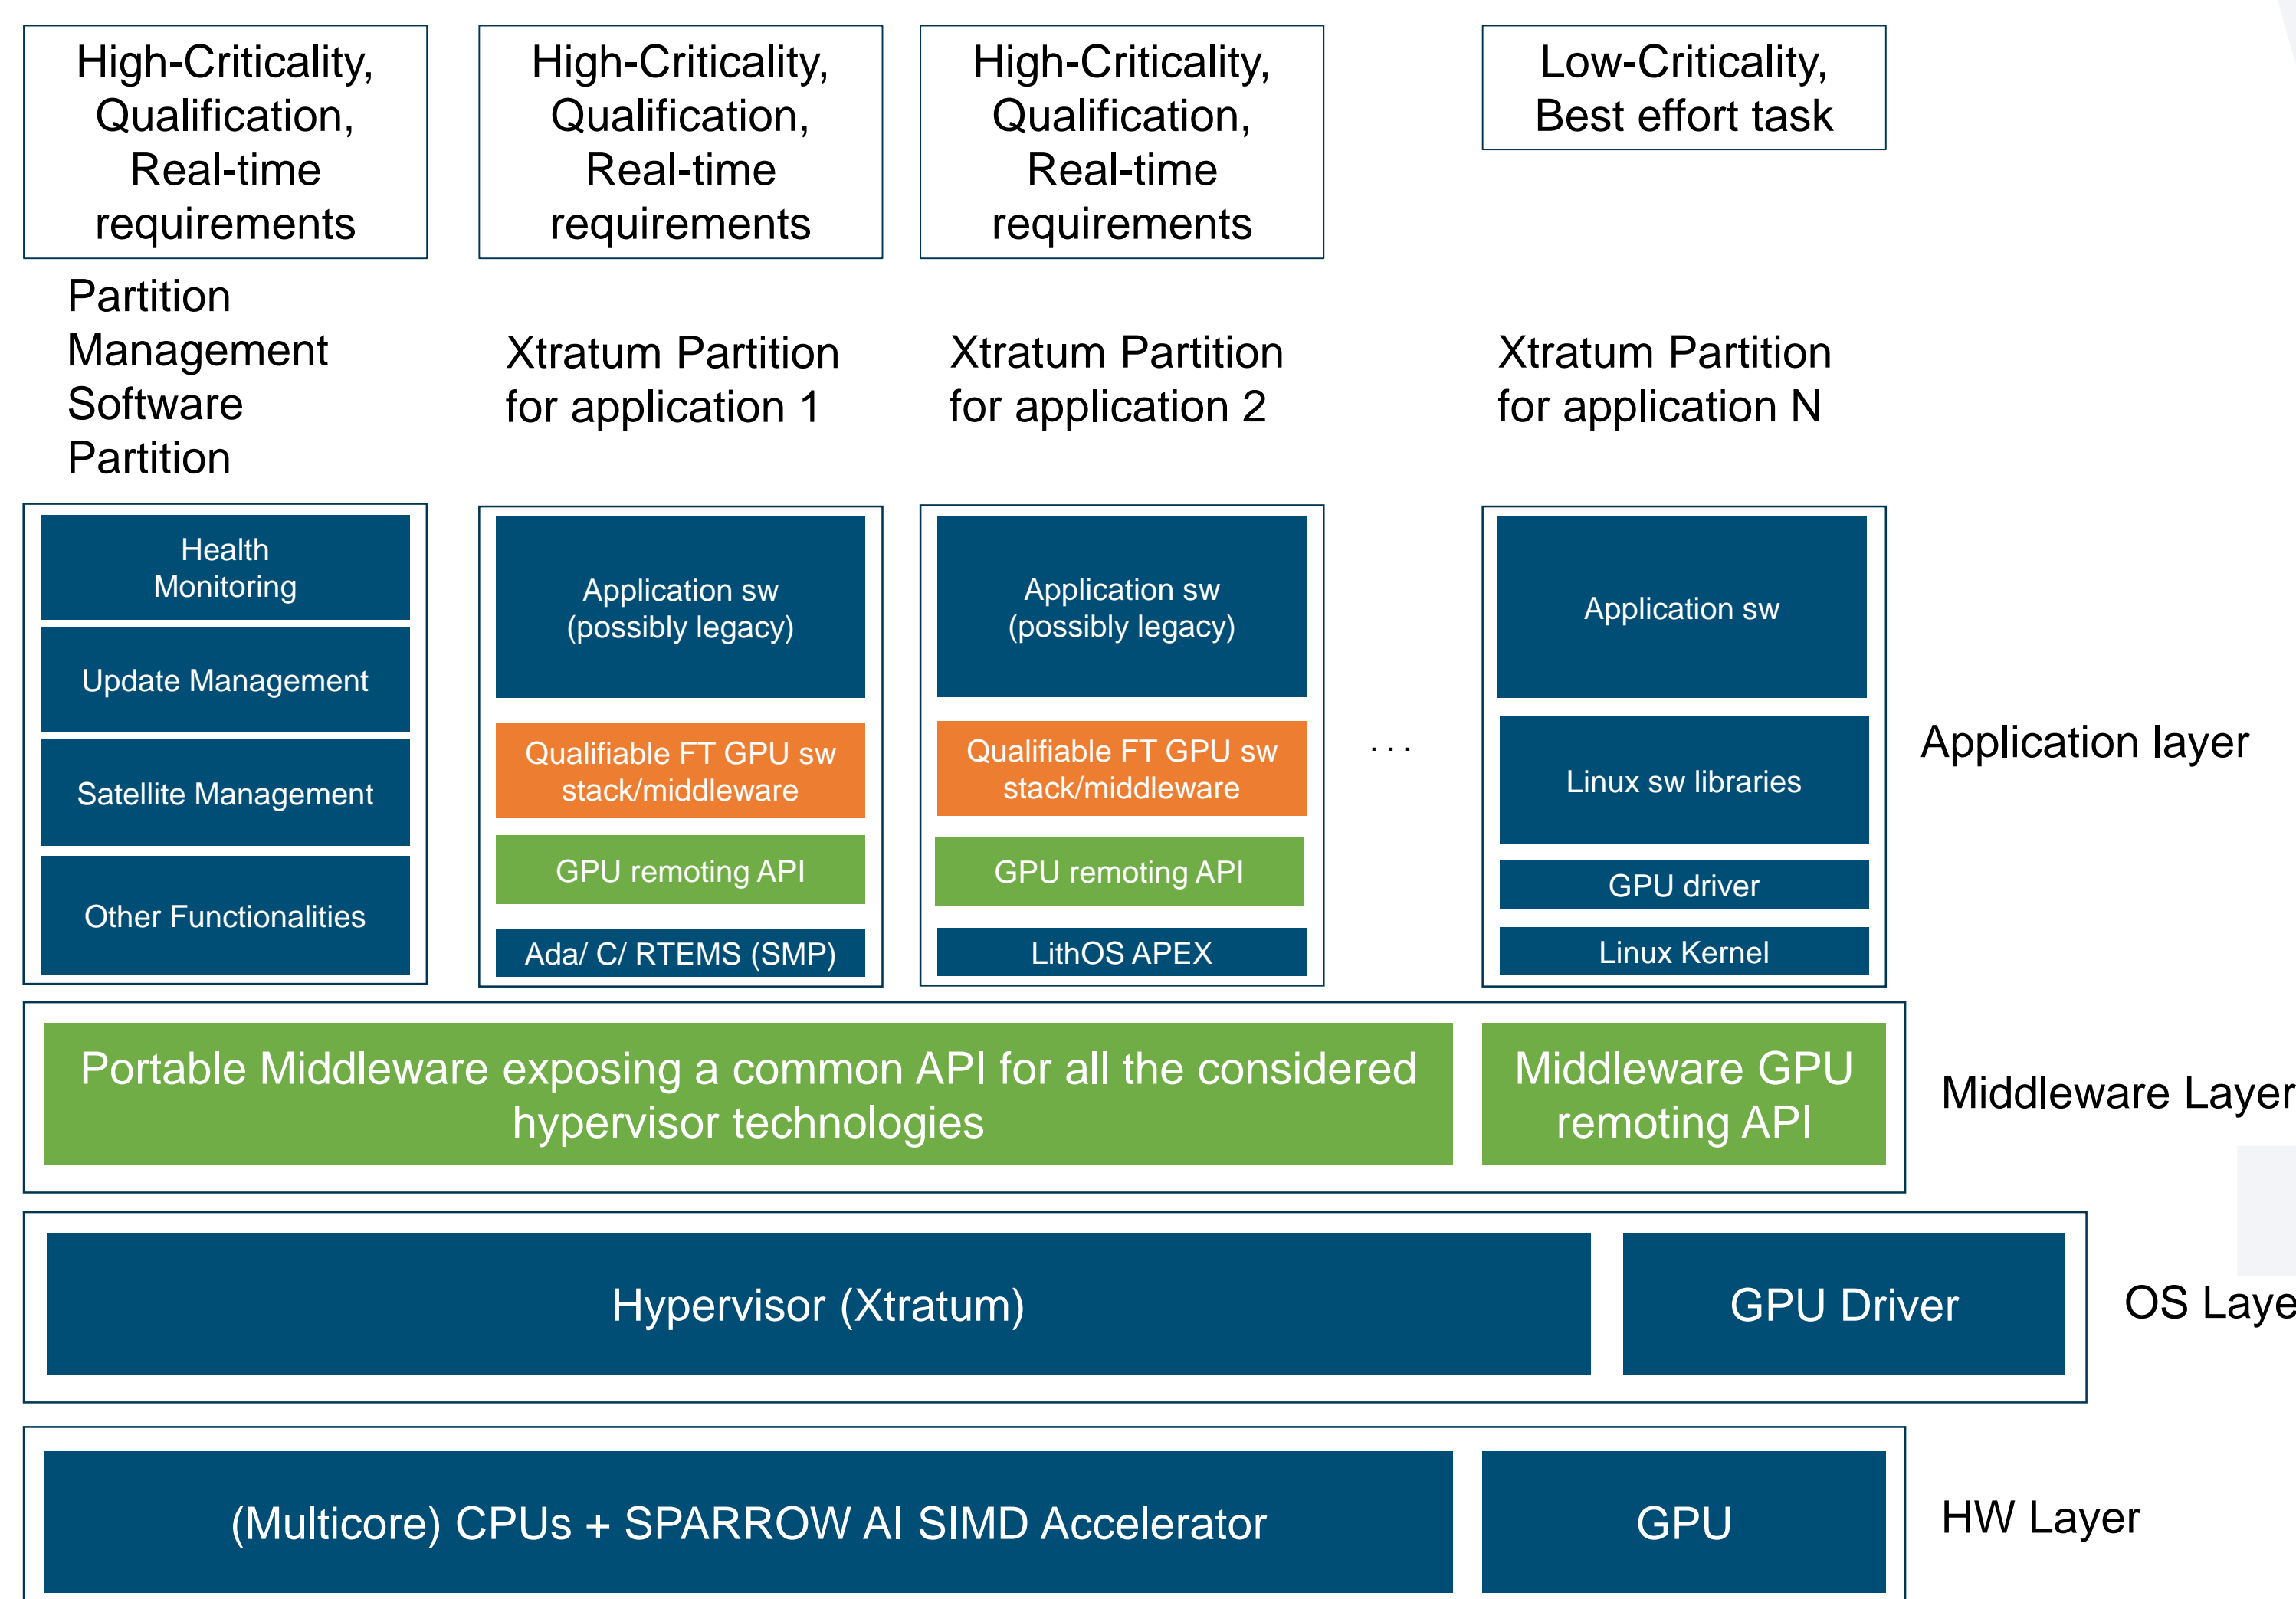 High-Criticality,
Qualification,
Real-time
requirements
High-Criticality,
Qualification,
Real-time
requirements
High-Criticality,
Qualification,
Real-time
requirements
Low-Criticality,
Best effort task
Partition
Management
Software
Partition
Xtratum Partition
for application 1
Xtratum Partition
for application 2
Xtratum Partition
for application N
Health
Monitoring
Update Management
Satellite Management
Other Functionalities
Application sw
(possibly legacy)
Qualifiable FT GPU sw
stack/middleware
GPU remoting API
Ada/ C/ RTEMS (SMP)
Application sw
(possibly legacy)
Qualifiable FT GPU sw
stack/middleware
GPU remoting API
LithOS APEX
. . .
Application sw
Linux sw libraries
GPU driver
Linux Kernel
Application layer
Portable Middleware exposing a common API for all the considered
hypervisor technologies
Middleware GPU
remoting API
Middleware Layer
Hypervisor (Xtratum)
GPU Driver
OS Laye
(Multicore) CPUs + SPARROW AI SIMD Accelerator
GPU
HW Layer